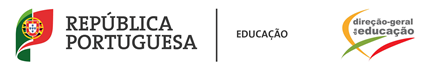 REPÚBLICA
PORTUGUESA
EDUCAÇÃO
direção-geral
da educação